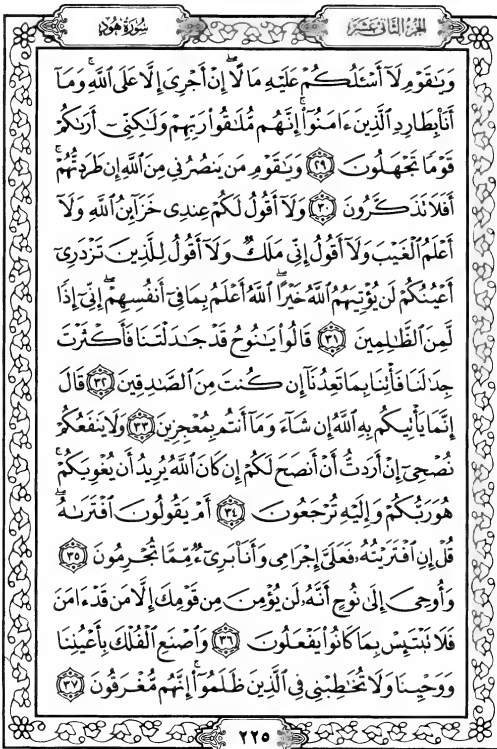 الجزء الثاني عشر
سورة هود
وَيَٰقَوْمِ لَآ أَسْـَٔلُكُمْ عَلَيْهِ مَالًا ۖ إِنْ أَجْرِىَ إِلَّا عَلَى ٱللَّهِ ۚ وَمَآ
أَنَا۠ بِطَارِدِ ٱلَّذِينَ ءَامَنُوٓا۟ ۚ إِنَّهُم مُّلَٰقُوا۟ رَبِّهِمْ وَلَٰكِنِّىٓ أَرَىٰكُمْ
قَوْمًا تَجْهَلُونَ ٢٩ وَيَٰقَوْمِ مَن يَنصُرُنِى مِنَ ٱللَّهِ إِن طَرَدتُّهُمْ ۚ
أَفَلَا تَذَكَّرُونَ ٣٠ وَلَآ أَقُولُ لَكُمْ عِندِى خَزَآئِنُ ٱللَّهِ وَلَآ
أَعْلَمُ ٱلْغَيْبَ وَلَآ أَقُولُ إِنِّى مَلَكٌ وَلَآ أَقُولُ لِلَّذِينَ تَزْدَرِىٓ
أَعْيُنُكُمْ لَن يُؤْتِيَهُمُ ٱللَّهُ خَيْرًا ۖ ٱللَّهُ أَعْلَمُ بِمَا فِىٓ أَنفُسِهِمْ ۖ إِنِّىٓ إِذًا
لَّمِنَ ٱلظَّٰلِمِينَ ٣١ قَالُوا۟ يَٰنُوحُ قَدْ جَٰدَلْتَنَا فَأَكْثَرْتَ
جِدَٰلَنَا فَأْتِنَا بِمَا تَعِدُنَآ إِن كُنتَ مِنَ ٱلصَّٰدِقِينَ ٣٢ قَالَ
إِنَّمَا يَأْتِيكُم بِهِ ٱللَّهُ إِن شَآءَ وَمَآ أَنتُم بِمُعْجِزِينَ ٣٣ وَلَا يَنفَعُكُمْ
نُصْحِىٓ إِنْ أَرَدتُّ أَنْ أَنصَحَ لَكُمْ إِن كَانَ ٱللَّهُ يُرِيدُ أَن يُغْوِيَكُمْ ۚ
هُوَ رَبُّكُمْ وَإِلَيْهِ تُرْجَعُونَ ٣٤ أَمْ يَقُولُونَ ٱفْتَرَىٰهُ ۖ
قُلْ إِنِ ٱفْتَرَيْتُهُۥ فَعَلَىَّ إِجْرَامِى وَأَنَا۠ بَرِىٓءٌ مِّمَّا تُجْرِمُونَ ٣٥
وَأُوحِىَ إِلَىٰ نُوحٍ أَنَّهُۥ لَن يُؤْمِنَ مِن قَوْمِكَ إِلَّا مَن قَدْ ءَامَنَ
فَلَا تَبْتَئِسْ بِمَا كَانُوا۟ يَفْعَلُونَ ٣٦ وَٱصْنَعِ ٱلْفُلْكَ بِأَعْيُنِنَا
وَوَحْيِنَا وَلَا تُخَٰطِبْنِى فِى ٱلَّذِينَ ظَلَمُوٓا۟ ۚ إِنَّهُم مُّغْرَقُونَ ٣٧
٢٢٥